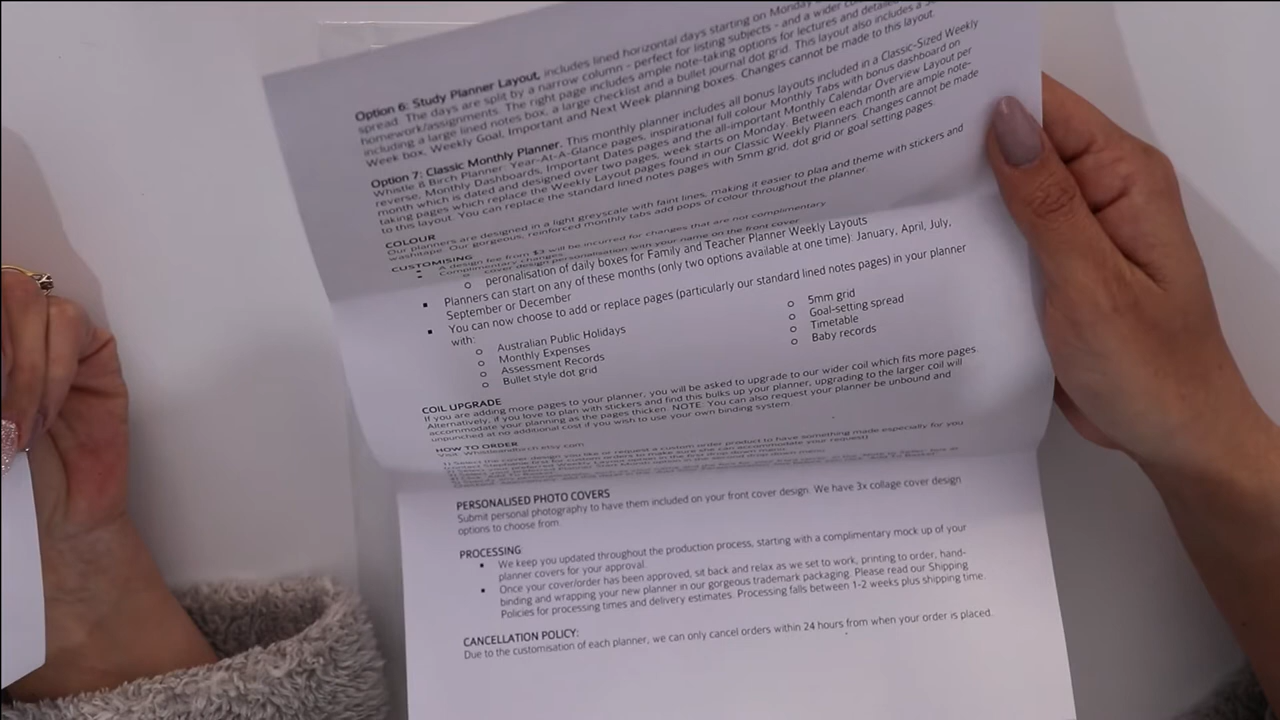 Option 6: Study Planner Layout, includes lined horizontal days starting on Monday
spread. The days are split by a narrow column - perfect for listing subjects - and a wider
homework/assignments. The right page includes ample note-taking options for lectures and detailed
including a large lined notes box, a large checklist and a bullet journal dot grid. This layout also includes a
Week box, Weekly Goal, Important and Next Week planning boxes. Changes cannot be made to this layout.
Option 7: Classic Monthly Planner. This monthly planner includes all bonus layouts included in a Classic-Sized Weekly
Whistle & Birch Planner: Year-At-A-Glance pages, inspirational full colour Monthly Tabs with bonus dashboard on
reverse, Monthly Dashboards, Important Dates pages and the all-important Monthly Calendar Overview Layout per
month which is dated and designed over two pages, week starts on Monday. Between each month are ample note-
taking pages which replace the Weekly Layout pages found in our Classic Weekly Planners. Changes cannot be made
to this layout. You can replace the standard lined notes pages with 5mm grid, dot grid or goal setting pages.
COLOUR
Our planners are designed in a light greyscale with faint lines, making it easier to plan and theme with stickers and
washitape. Our gorgeous, reinforced monthly tabs add pops of colour throughout the planner.
CUSTOMISING
▪ A design fee from $3 will be incurred for changes that are not complimentary
▪ Complimentary changes:
o cover design personalisation with your name on the front cover
o peronalisation of daily boxes for Family and Teacher Planner Weekly Layouts
▪ Planners can start on any of these months (only two options available at one time): January, April, July,
September or December
▪ You can now choose to add or replace pages (particularly our standard lined notes pages) in your planner
with:
o Australian Public Holidays
o Monthly Expenses
o Assessment Records
o Bullet style dot grid
o 5mm grid
o Goal-setting spread
o Timetable
o Baby records
COIL UPGRADE
If you are adding more pages to your planner, you will be asked to upgrade to our wider coil which fits more pages.
Alternatively, if you love to plan with stickers and find this bulks up your planner, upgrading to the larger coil will
accommodate your planning as the pages thicken. NOTE: You can also request your planner be unbound and
unpunched at no additional cost if you wish to use your own binding system.
HOW TO ORDER
Visit: Whistleandbirch.etsy.com
PERSONALISED PHOTO COVERS
Submit personal photography to have them included on your front cover design. We have 3x collage cover design
options to choose from.
PROCESSING
▪ We keep you updated throughout the production process, starting with a complimentary mock up of your
planner covers for your approval.
▪ Once your cover/order has been approved, sit back and relax as we set to work, printing to order, hand-
binding and wrapping your new planner in our gorgeous trademark packaging. Please read our Shipping
Policies for processing times and delivery estimates. Processing falls between 1-2 weeks plus shipping time.
CANCELLATION POLICY:
Due to the customisation of each planner, we can only cancel orders within 24 hours from when your order is placed.